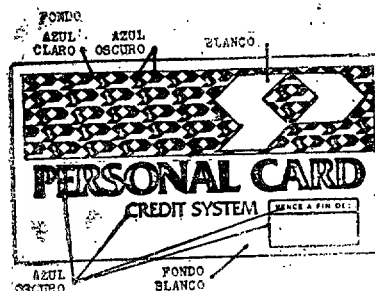 FONDO
AZUL CLARO
AZUL OSCURO
BLANCO
PERSONAL CARD
CREDIT SYSTEM
VENCE A FIN DE:
AZUL OSCURO
FONDO BLANCO